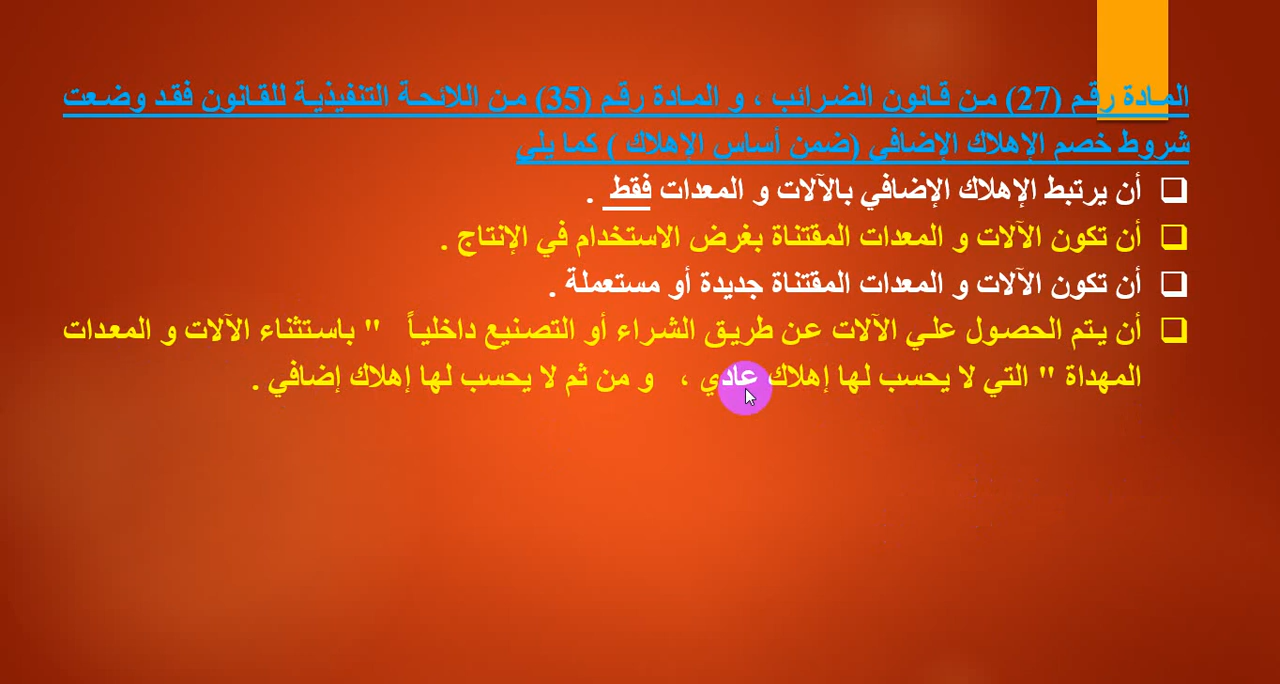 المادة رقم (27) من قانون الضرائب ، و المادة رقم (35) من اللائحة التنفيذية للقانون فقد وضعت
شروط خصم الإهلاك الإضافي (ضمن أساس الإهلاك ) كما يلي
❑ أن يرتبط الإهلاك الإضافي بالآلات و المعدات فقط .
❑ أن تكون الآلات و المعدات المقتناة بغرض الاستخدام في الإنتاج .
❑ أن تكون الآلات و المعدات المقتناة جديدة أو مستعملة .
❑ أن يتم الحصول علي الآلات عن طريق الشراء أو التصنيع داخلياً " باستثناء الآلات و المعدات
المهداة " التي لا يحسب لها إهلاك عادي ، و من ثم لا يحسب لها إهلاك إضافي .